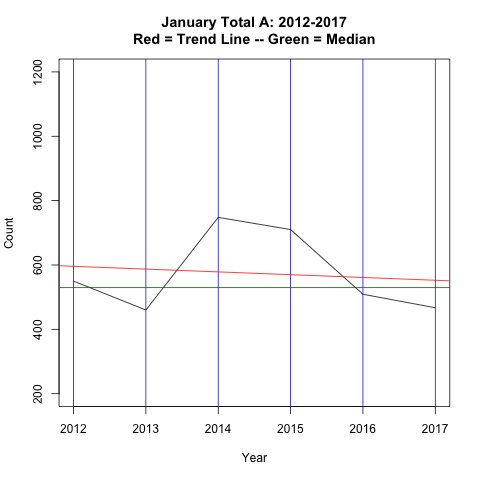 January Total A: 2012-2017
Red = Trend Line -- Green = Median
1200
1000
800
600
400
200
Count
2012 2013 2014 2015 2016 2017
Year